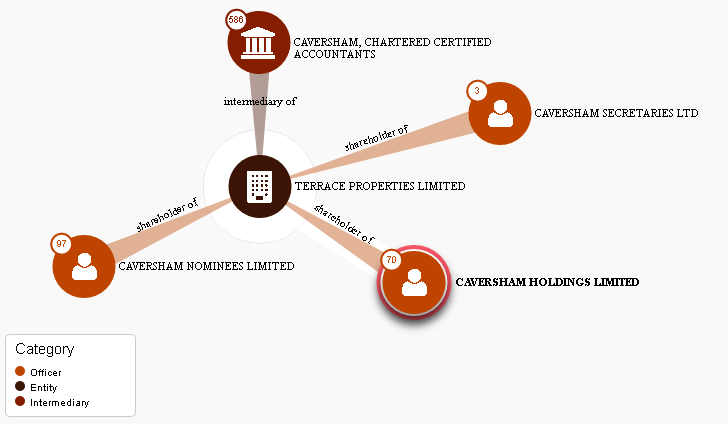 586
CAVERSHAM, CHARTERED CERTIFIED
ACCOUNTANTS
intermediary of
3
CAVERSHAM SECRETARIES LTD
shareholder of
TERRACE PROPERTIES LIMITED
shareholder of
shareholder of
97
CAVERSHAM NOMINEES LIMITED
70
CAVERSHAM HOLDINGS LIMITED
Category
Officer
Entity
Intermediary